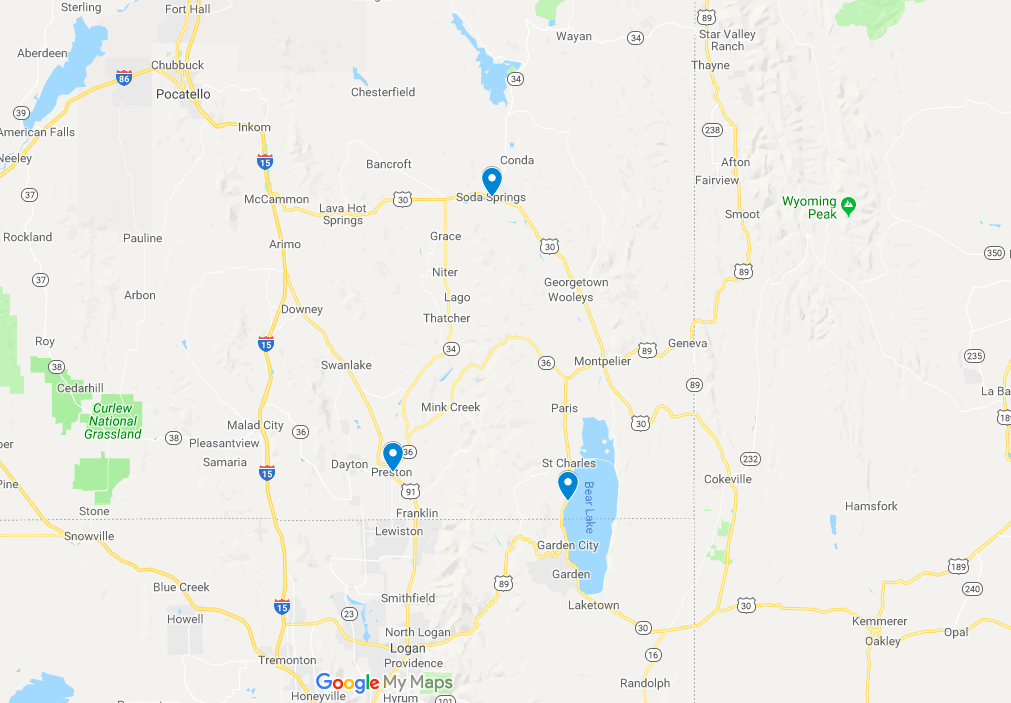 Sterling
Fort Hall
89
Wayan
34
Star Valley
Ranch
Aberdeen
Chubbuck
Thayne
86
34
Pocatello
Chesterfield
39
American Falls
Inkom
238
Neeley
15
Bancroft
Conda
Afton
Fairview
37
McCammon
30
Soda Springs
Wyoming
Peak
Lava Hot
Springs
Smoot
Rockland
Pauline
Arimo
Grace
30
350
37
Niter
89
Arbon
Georgetown
Lago
Wooleys
Downey
Thatcher
Roy
15
34
89
Geneva
235
38
Swanlake
36
Montpelier
Cedarhill
89
La Ba
Curlew
National
Grassland
Mink Creek
Paris
30
Malad City
36
38
Pleasantview
36
Samaria
Dayton
Preston
St Charles
232
15
Cokeville
Pine
91
Bear Lake
Stone
Franklin
Hamsfork
Snowville
Lewiston
Garden City
189
Blue Creek
89
Garden
240
Smithfield
15
23
Laketown
30
Howell
Kemmerer
North Logan
30
Opal
Logan
Oakley
Tremonton
Providence
16
Google My Maps
Randolph
Honeyville
Hyrum
101